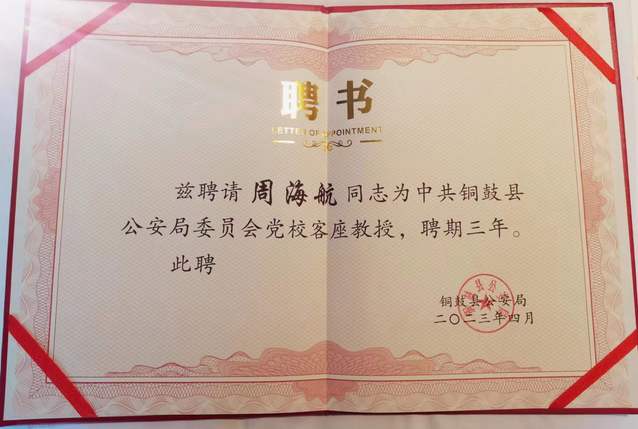 聘书
LETTER OF APPOINTMENT
兹聘请 周海航 同志为中共铜鼓县
公安局委员会党校客座教授，聘期三年。
此聘
铜鼓县公安局
二〇二三年四月